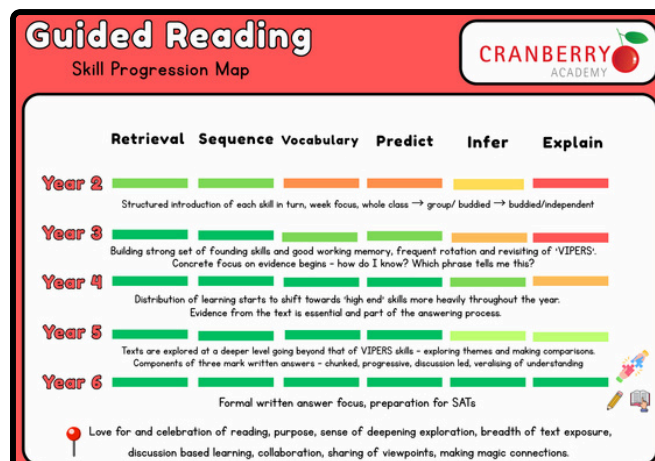 Guided Reading
Skill Progression Map
CRANBERRY
ACADEMY
Retrieval Sequence Vocabulary Predict Infer Explain
Year 2
Structured introduction of each skill in turn, week focus, whole class → group/ buddied → buddied/independent
Year 3
Building strong set of founding skills and good working memory, frequent rotation and revisiting of 'VIPERS'.
Concrete focus on evidence begins - how do I know? Which phrase tells me this?
Year 4
Distribution of learning starts to shift towards 'high end' skills more heavily throughout the year.
Evidence from the text is essential and part of the answering process.
Year 5
Texts are explored at a deeper level going beyond that of VIPERS skills - exploring themes and making comparisons.
Components of three mark written answers - chunked, progressive, discussion led, veralising of understanding
Year 6
Formal written answer focus, preparation for SATs
Love for and celebration of reading, purpose, sense of deepening exploration, breadth of text exposure,
discussion based learning, collaboration, sharing of viewpoints, making magic connections.